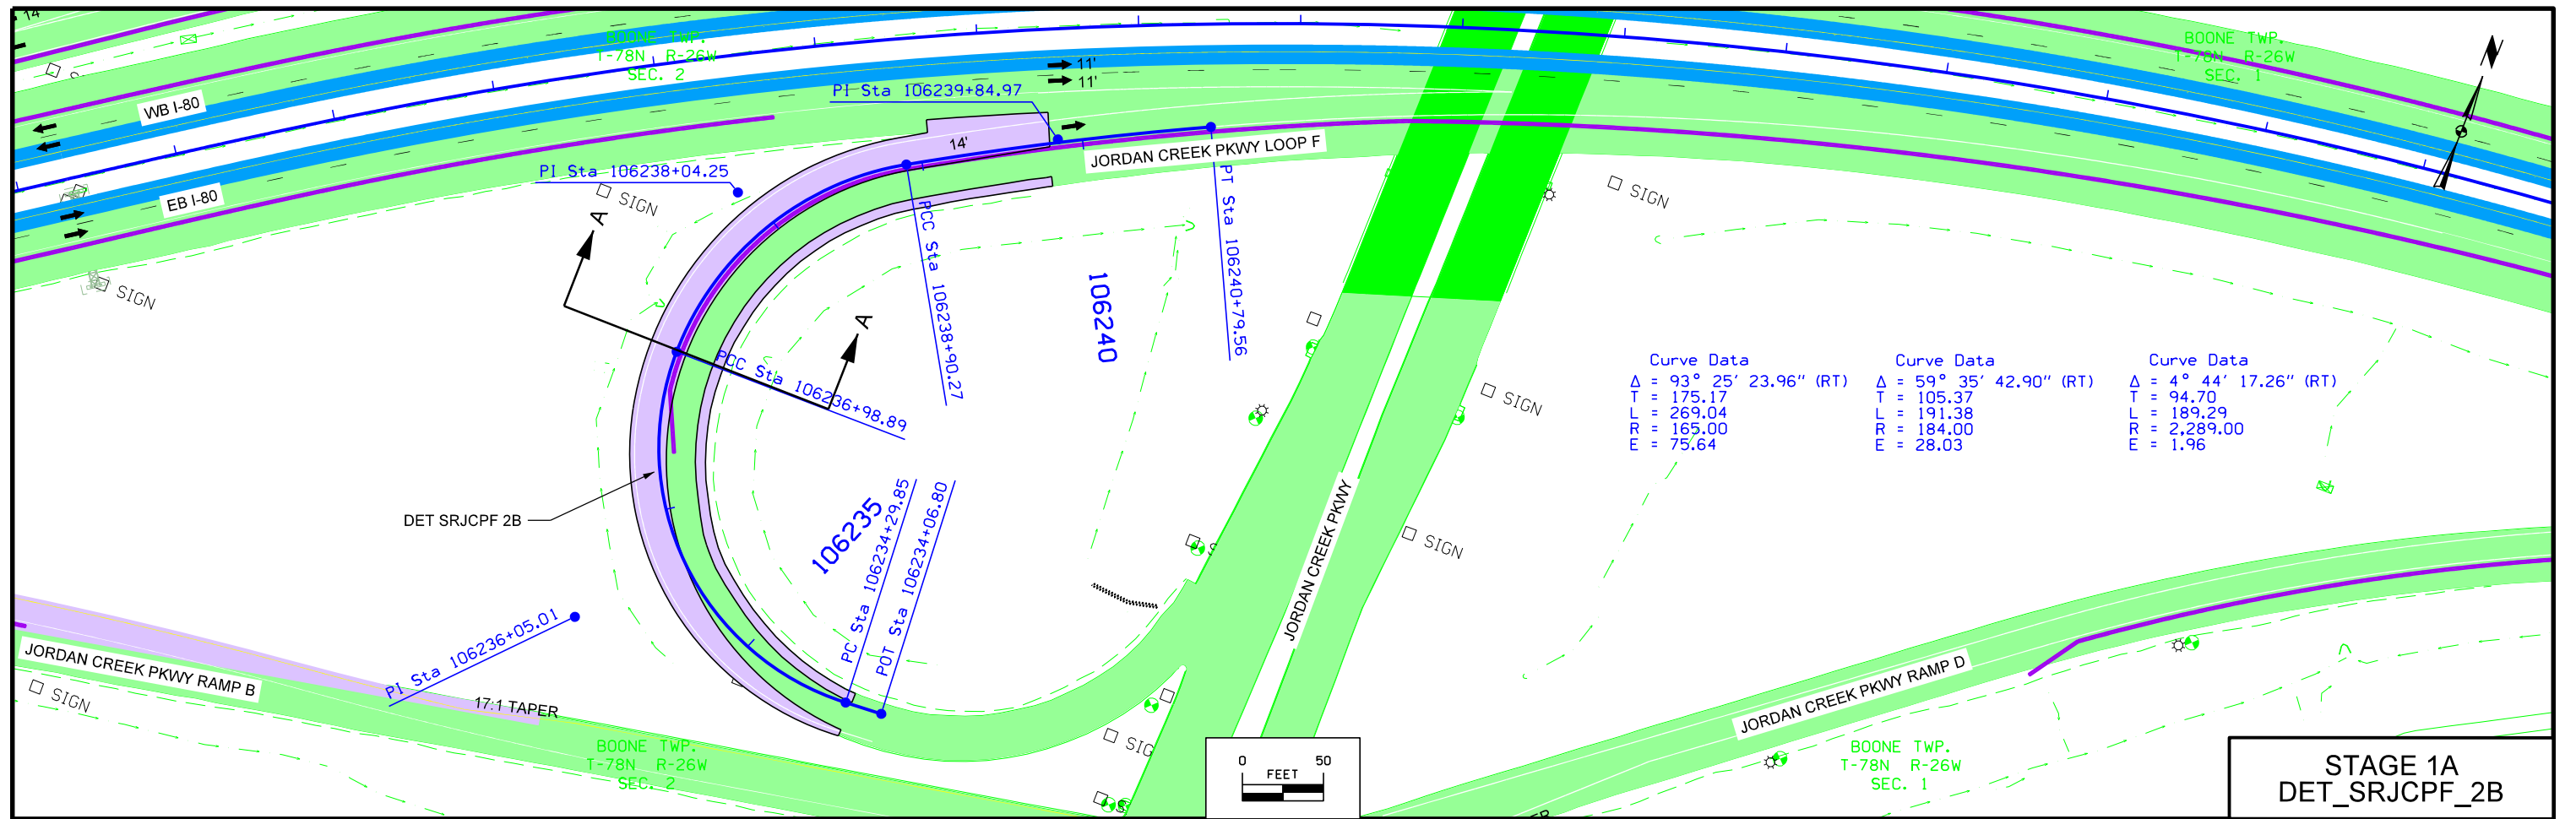 14'
BOONE TWP.
T-78N R-26W
SEC. 2
BOONE TWP.
T-78N R-26W
SEC. 1
WB I-80
EB I-80
11'
11'
PI Sta 106239+84.97
14'
JORDAN CREEK PKWY LOOP F
PI Sta 106238+04.25
SIGN
SIGN
SIGN
A
A
PCC Sta 106238+90.27
PT Sta 106240+79.56
106240
PCC Sta 106236+98.89
Curve Data
Δ = 93° 25' 23.96" (RT)
T = 175.17
L = 269.04
R = 165.00
E = 75.64
Curve Data
Δ = 59° 35' 42.90" (RT)
T = 105.37
L = 191.38
R = 184.00
E = 28.03
Curve Data
Δ = 4° 44' 17.26" (RT)
T = 94.70
L = 189.29
R = 2,289.00
E = 1.96
SIGN
SIGN
DET SRJCPF 2B
106235
PC Sta 106234+29.85
POT Sta 106234+06.80
JORDAN CREEK PKWY
PI Sta 106236+05.01
JORDAN CREEK PKWY RAMP B
SIGN
17:1 TAPER
JORDAN CREEK PKWY RAMP D
SIG
BOONE TWP.
T-78N R-26W
SEC. 2
BOONE TWP.
T-78N R-26W
SEC. 1
0 50
FEET
S
ER
STAGE 1A
DET_SRJCPF_2B